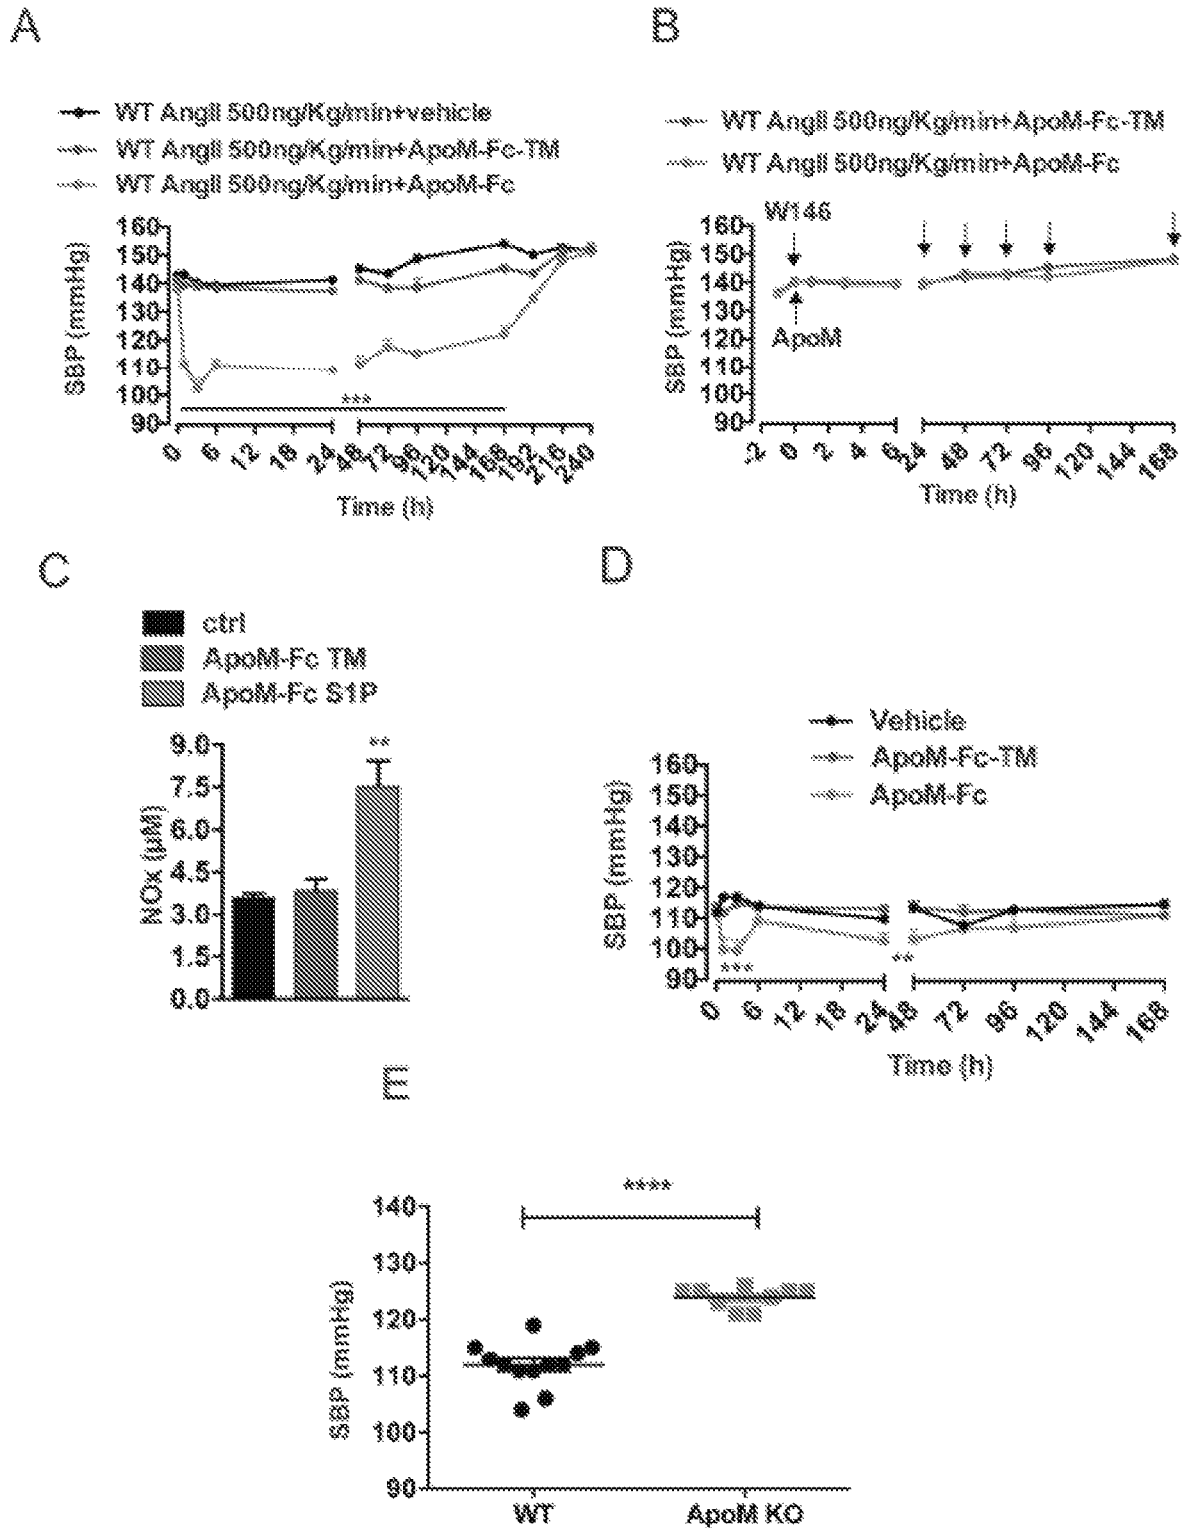 A
WT AngII 500ng/Kg/min+vehicle
WT AngII 500ng/Kg/min+ApoM-Fc-TM
WT AngII 500ng/Kg/min+ApoM-Fc
SBP (mmHg)
160
150
140
130
120
110
100
90
***
0 6 12 18 24 48 72 96 120 144 168 192 216 240
Time (h)
B
WT AngII 500ng/Kg/min+ApoM-Fc-TM
WT AngII 500ng/Kg/min+ApoM-Fc
W146
SBP (mmHg)
160
150
140
130
120
110
100
90
ApoM
-2 0 2 4 6 24 48 72 96 120 144 168
Time (h)
C
ctrl
ApoM-Fc TM
ApoM-Fc S1P
NOx (µM)
9.0
7.5
6.0
4.5
3.0
1.5
0.0
**
D
Vehicle
ApoM-Fc-TM
ApoM-Fc
SBP (mmHg)
160
150
140
130
120
110
100
90
***
**
0 6 12 18 24 48 72 96 120 144 168
Time (h)
E
****
SBP (mmHg)
140
130
120
110
100
90
WT ApoM KO